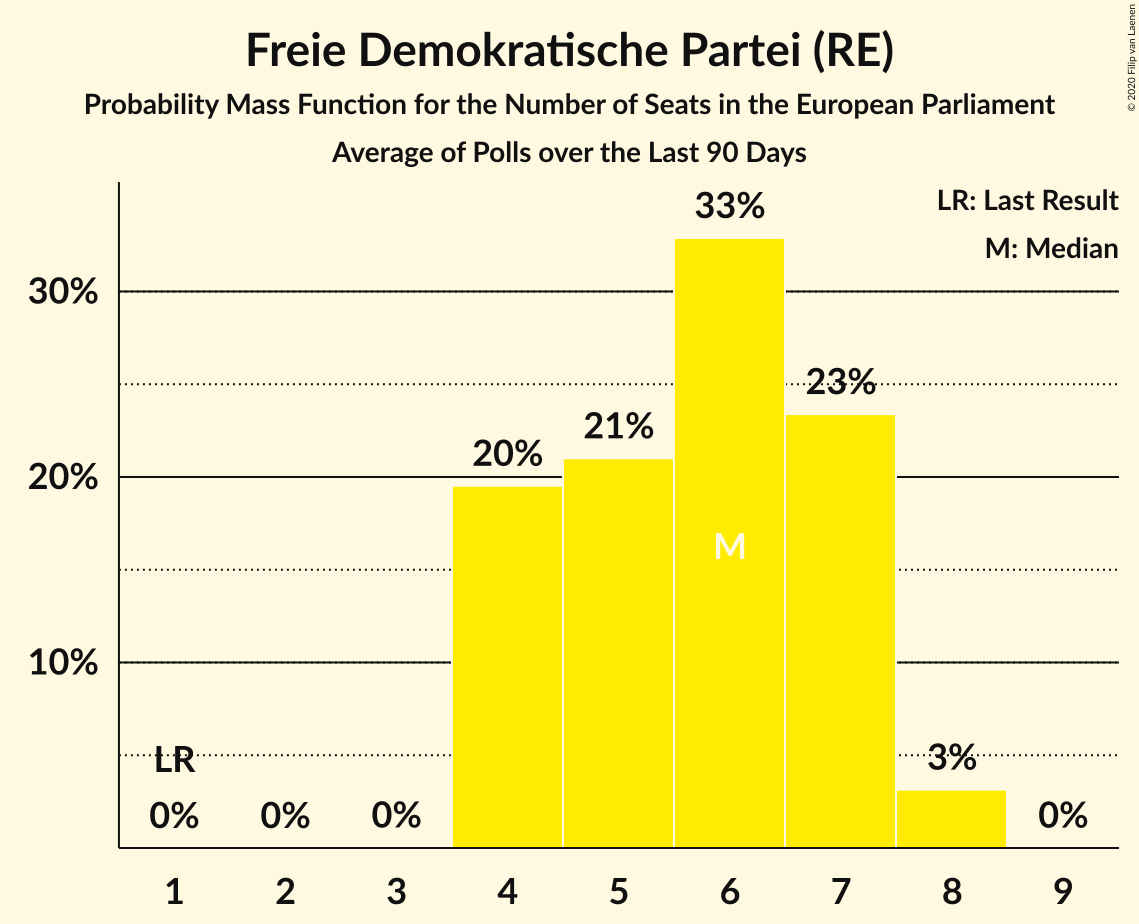 Freie Demokratische Partei (RE)
Probability Mass Function for the Number of Seats in the European Parliament
Average of Polls over the Last 90 Days
© 2020 Filip van Laenen
LR: Last Result
M: Median
33%
30%
23%
21%
20%
20%
M
10%
LR
3%
0%
0%
0%
0%
1 2 3 4 5 6 7 8 9